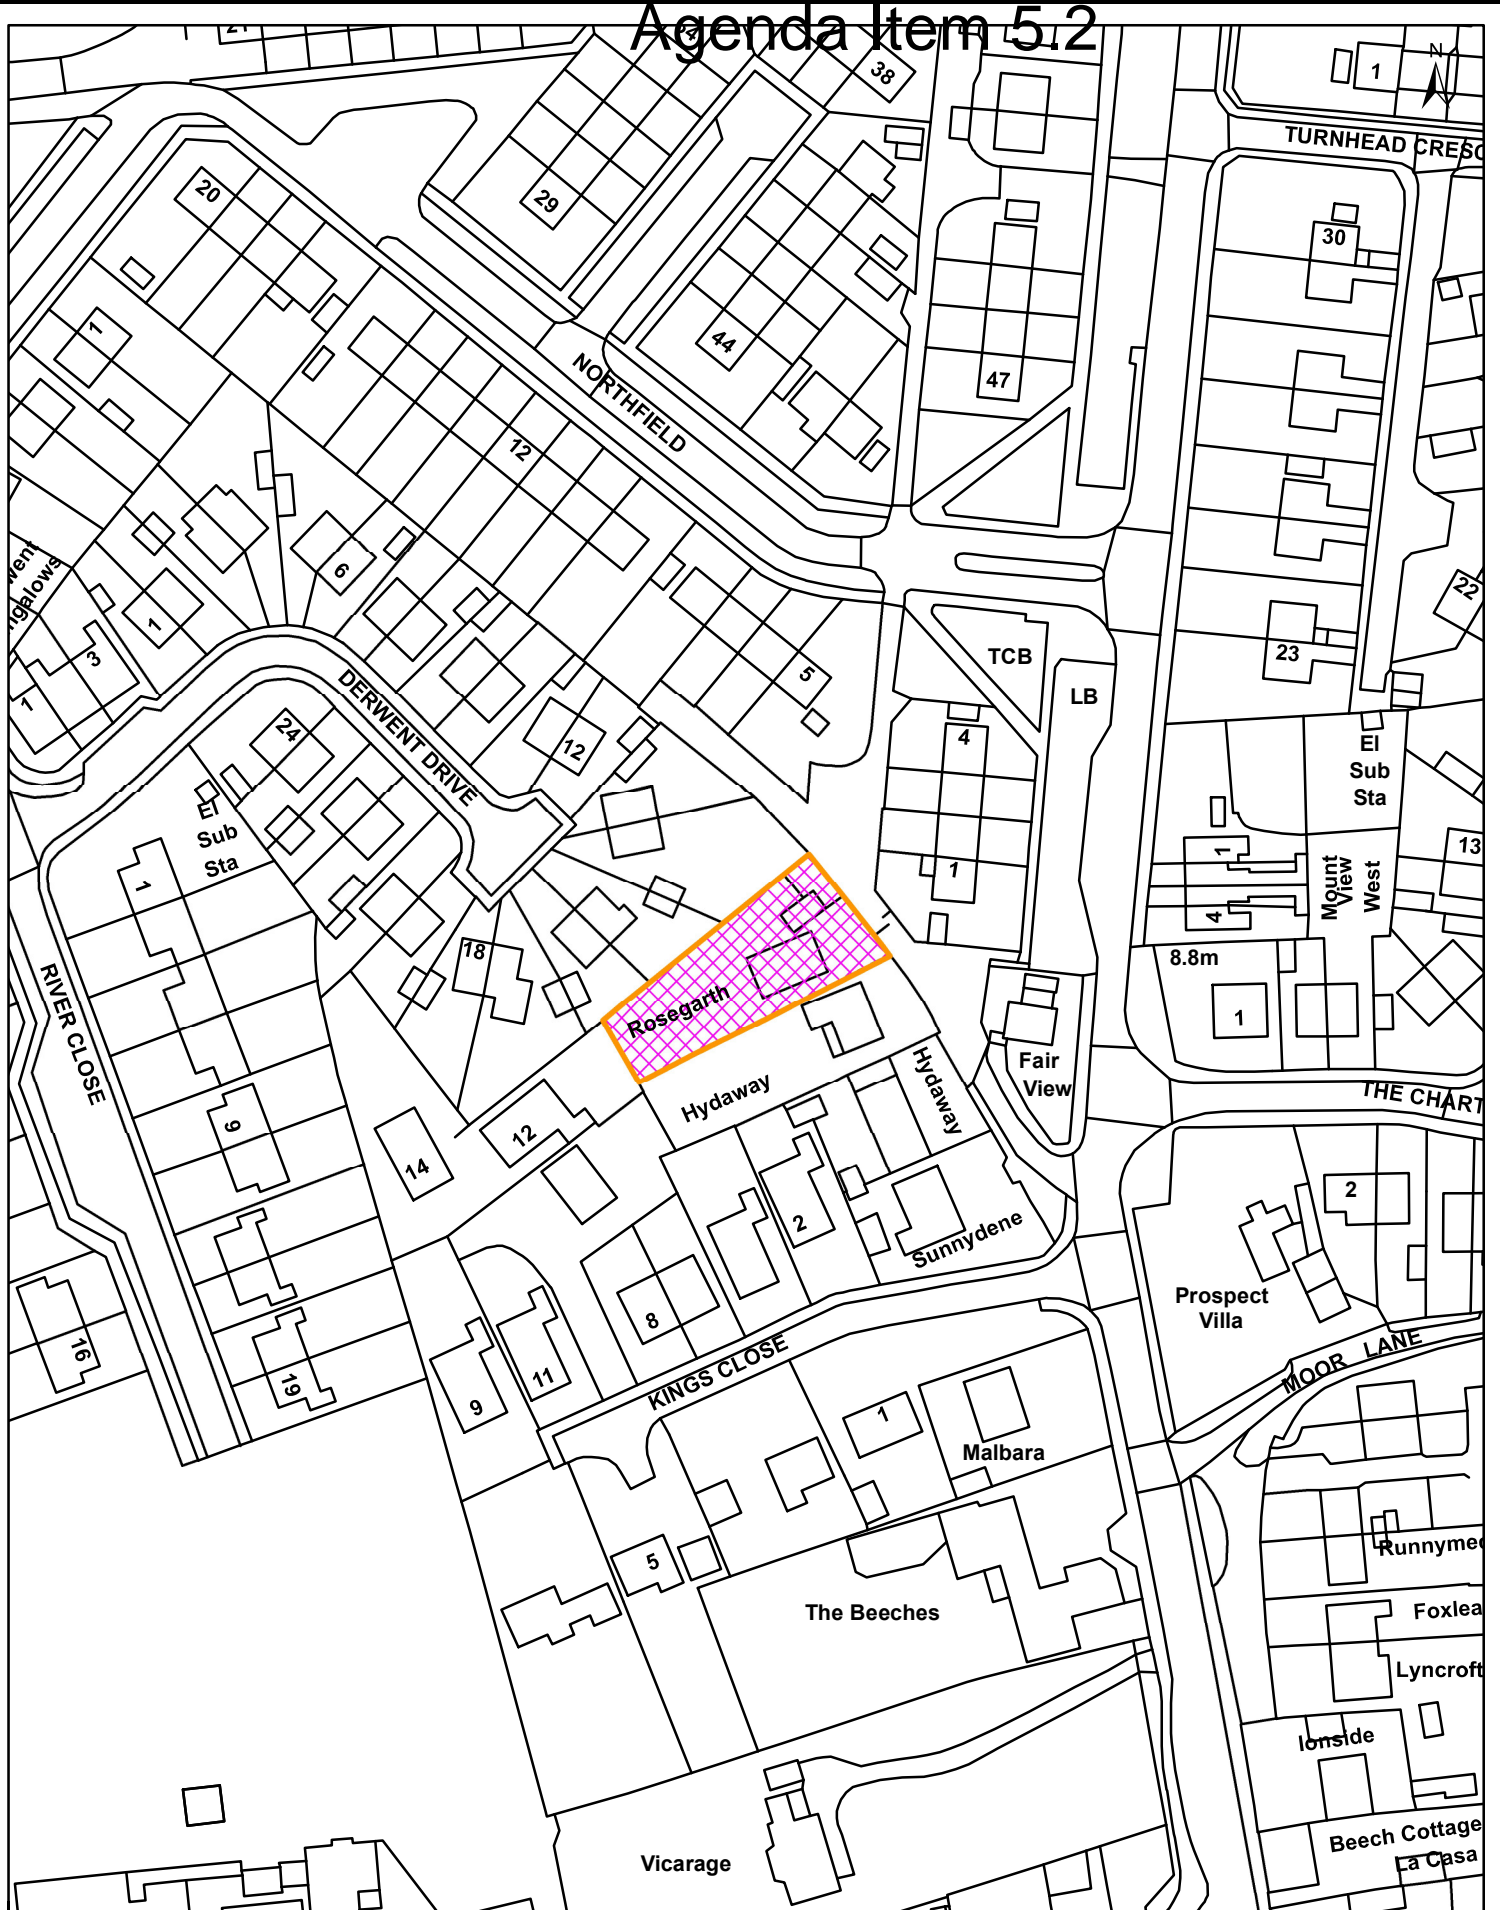 Agenda Item 5.2
21
24
38
1
N
TURNHEAD CRESC
20
29
30
1
44
47
NORTHFIELD
12
went
ngalows
6
22
1
TCB
23
3
5
LB
1
DERWENT DRIVE
24
4
12
El
Sub
Sta
El
Sub
Sta
1
13
1
1
Mount
View
West
4
18
8.8m
RIVER CLOSE
Rosegarth
1
Fair
View
Hydaway
Hydaway
THE CHART
9
12
14
2
2
Sunnydene
Prospect
Villa
8
16
MOOR LANE
11
KINGS CLOSE
19
9
1
Malbara
5
Runnymed
The Beeches
Foxlea
Lyncroft
Ionside
Beech Cottage
La Casa
Vicarage